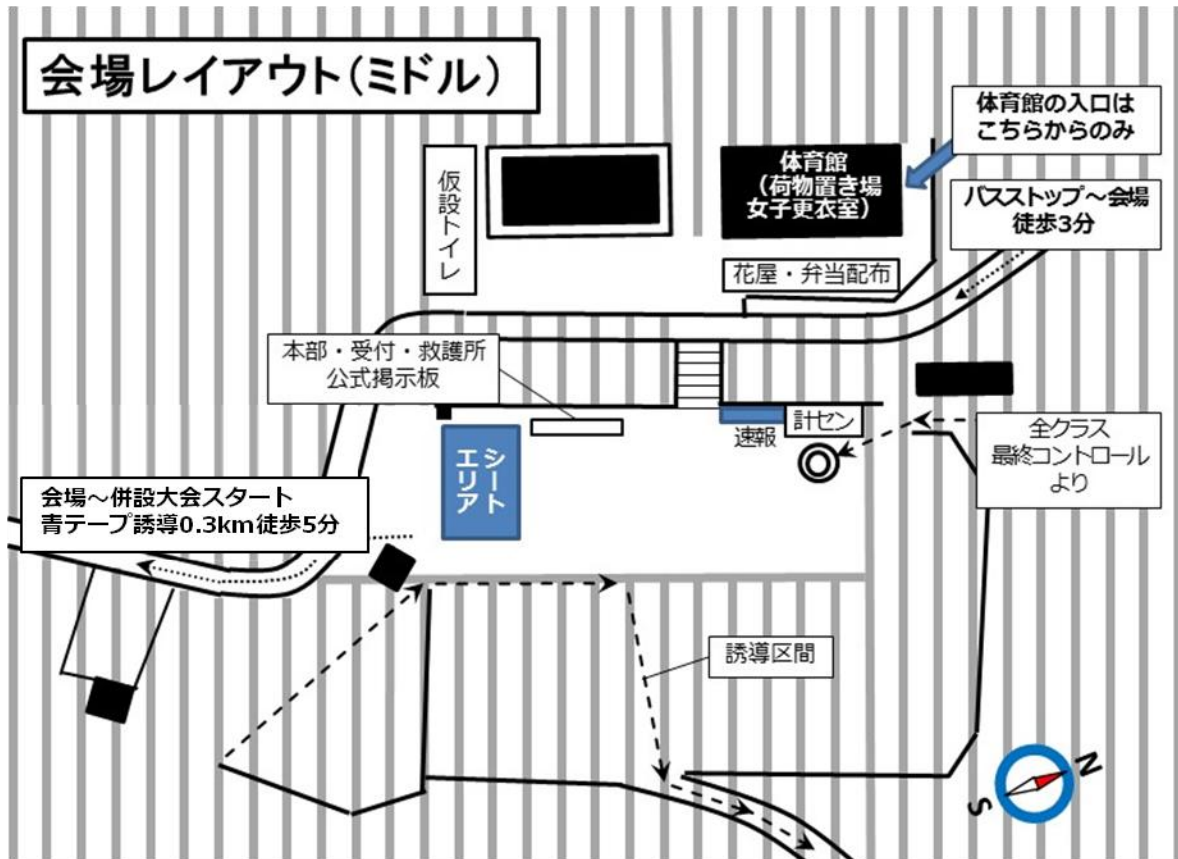 会場レイアウト(ミドル)
体育館の入口は
こちらからのみ
仮設トイレ
体育館
(荷物置き場
女子更衣室)
バスストップ～会場
徒歩3分
花屋・弁当配布
本部・受付・救護所
公式掲示板
速報
計セン
全クラス
最終コントロール
より
シート
エリア
会場～併設大会スタート
青テープ誘導0.3km徒歩5分
誘導区間
N
S